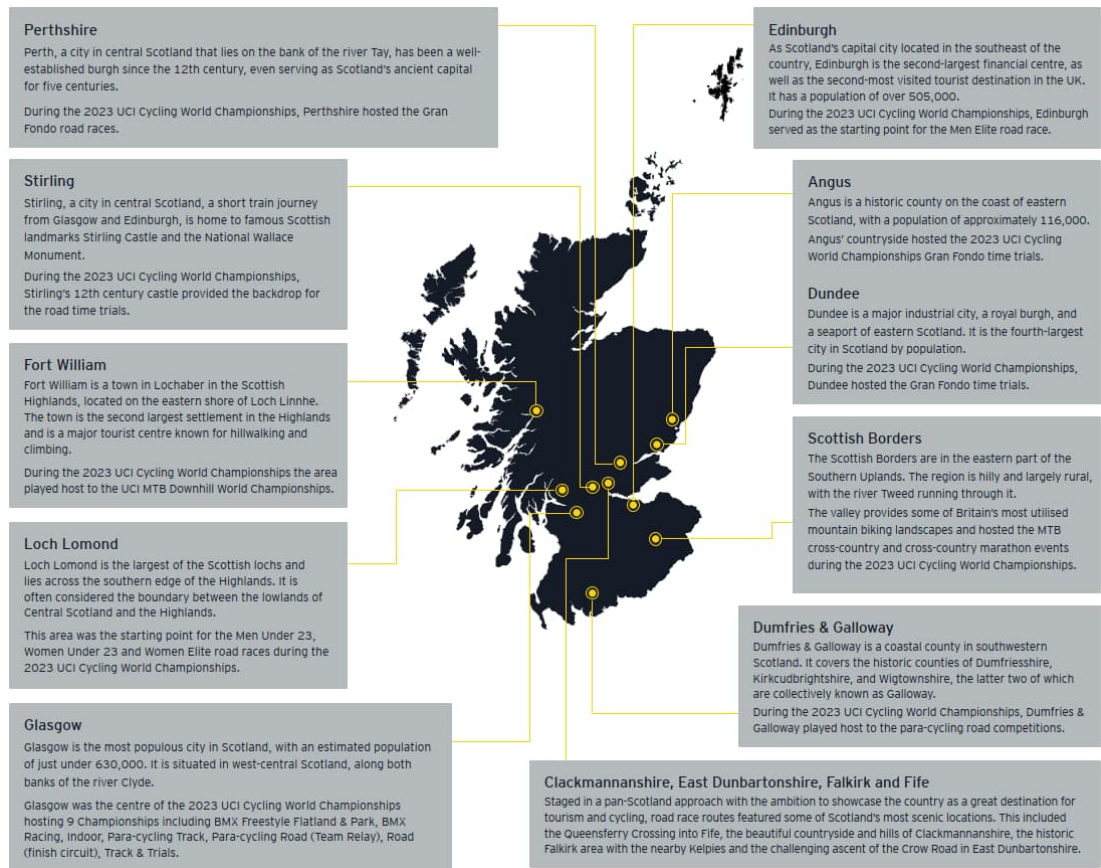 Perthshire
Perth, a city in central Scotland that lies on the bank of the river Tay, has been a well-
established burgh since the 12th century, even serving as Scotland's ancient capital
for five centuries.
During the 2023 UCI Cycling World Championships, Perthshire hosted the Gran
Fondo road races.
Stirling
Stirling, a city in central Scotland, a short train journey
from Glasgow and Edinburgh, is home to famous Scottish
landmarks Stirling Castle and the National Wallace
Monument.
During the 2023 UCI Cycling World Championships,
Stirling's 12th century castle provided the backdrop for
the road time trials.
Fort William
Fort William is a town in Lochaber in the Scottish
Highlands, located on the eastern shore of Loch Linnhe.
The town is the second largest settlement in the Highlands
and is a major tourist centre known for hillwalking and
climbing.
During the 2023 UCI Cycling World Championships the area
played host to the UCI MTB Downhill World Championships.
Loch Lomond
Loch Lomond is the largest of the Scottish lochs and
lies across the southern edge of the Highlands. It is
often considered the boundary between the lowlands of
Central Scotland and the Highlands.
This area was the starting point for the Men Under 23,
Women Under 23 and Women Elite road races during the
2023 UCI Cycling World Championships.
Glasgow
Glasgow is the most populous city in Scotland, with an estimated population
of just under 630,000. It is situated in west-central Scotland, along both
banks of the river Clyde.
Glasgow was the centre of the 2023 UCI Cycling World Championships
hosting 9 Championships including BMX Freestyle Flatland & Park, BMX
Racing, Indoor, Para-cycling Track, Para-cycling Road (Team Relay), Road
(finish circuit), Track & Trials.
Edinburgh
As Scotland's capital city located in the southeast of the
country, Edinburgh is the second-largest financial centre, as
well as the second-most visited tourist destination in the UK.
It has a population of over 505,000.
During the 2023 UCI Cycling World Championships, Edinburgh
served as the starting point for the Men Elite road race.
Angus
Angus is a historic county on the coast of eastern
Scotland, with a population of approximately 116,000.
Angus' countryside hosted the 2023 UCI Cycling
World Championships Gran Fondo time trials.
Dundee
Dundee is a major industrial city, a royal burgh, and
a seaport of eastern Scotland. It is the fourth-largest
city in Scotland by population.
During the 2023 UCI Cycling World Championships,
Dundee hosted the Gran Fondo time trials.
Scottish Borders
The Scottish Borders are in the eastern part of the
Southern Uplands. The region is hilly and largely rural,
with the river Tweed running through it.
The valley provides some of Britain's most utilised
mountain biking landscapes and hosted the MTB
cross-country and cross-country marathon events
during the 2023 UCI Cycling World Championships.
Dumfries & Galloway
Dumfries & Galloway is a coastal county in southwestern
Scotland. It covers the historic counties of Dumfriesshire,
Kirkcudbrightshire, and Wigtownshire, the latter two of which
are collectively known as Galloway.
During the 2023 UCI Cycling World Championships, Dumfries &
Galloway played host to the para-cycling road competitions.
Clackmannanshire, East Dunbartonshire, Falkirk and Fife
Staged in a pan-Scotland approach with the ambition to showcase the country as a great destination for
tourism and cycling, road race routes featured some of Scotland's most scenic locations. This included
the Queensferry Crossing into Fife, the beautiful countryside and hills of Clackmannanshire, the historic
Falkirk area with the nearby Kelpies and the challenging ascent of the Crow Road in East Dunbartonshire.